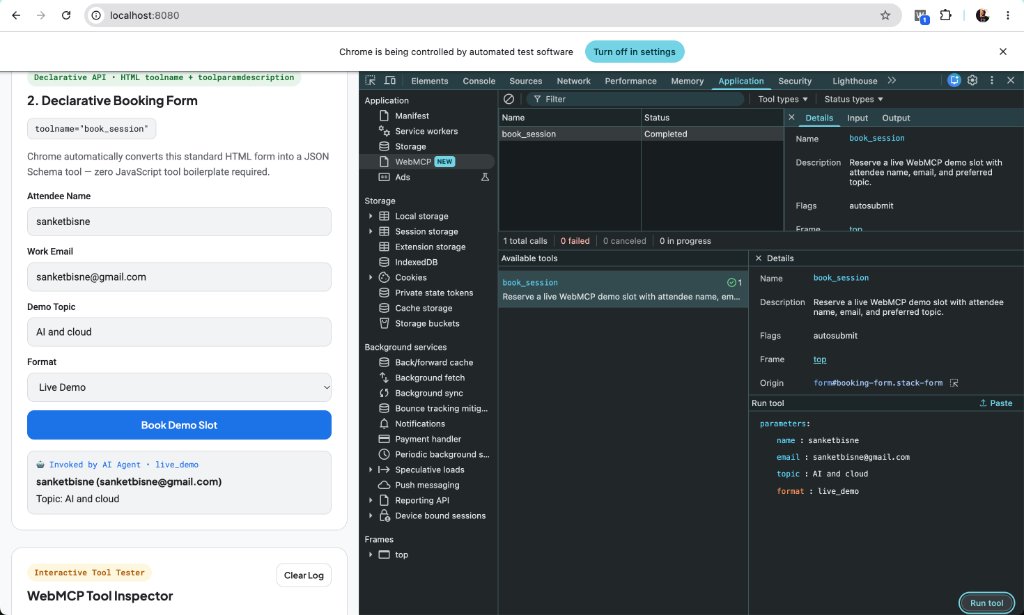 localhost:8080
1
Chrome is being controlled by automated test software
Turn off in settings
Declarative API · HTML toolname + toolparamdescription
2. Declarative Booking Form
toolname="book_session"
Chrome automatically converts this standard HTML form into a JSON
Schema tool — zero JavaScript tool boilerplate required.
Attendee Name
sanketbisne
Work Email
sanketbisne@gmail.com
Demo Topic
AI and cloud
Format
Live Demo
Book Demo Slot
Invoked by AI Agent · live_demo
sanketbisne (sanketbisne@gmail.com)
Topic: AI and cloud
Interactive Tool Tester
Clear Log
WebMCP Tool Inspector
Elements Console Sources Network Performance Memory Application Security Lighthouse
Application
Manifest
Service workers
Storage
WebMCP NEW
Ads
Storage
Local storage
Session storage
Extension storage
IndexedDB
Cookies
Private state tokens
Cache storage
Storage buckets
Background services
Back/forward cache
Background fetch
Background sync
Bounce tracking mitig...
Notifications
Payment handler
Periodic background s...
Speculative loads
Push messaging
Reporting API
Device bound sessions
Frames
top
Filter
Tool types
Status types
Name Status
book_session Completed
Details Input Output
Name book_session
Description Reserve a live WebMCP demo slot with
attendee name, email, and preferred
topic.
Flags autosubmit
Frame top
1 total calls 0 failed 0 canceled 0 in progress
Available tools
book_session 1
Reserve a live WebMCP demo slot with attendee name, em...
Details
Name book_session
Description Reserve a live WebMCP demo slot with attendee
name, email, and preferred topic.
Flags autosubmit
Frame top
Origin form#booking-form.stack-form
Run tool Paste
parameters:
name : sanketbisne
email : sanketbisne@gmail.com
topic : AI and cloud
format : live_demo
Run tool